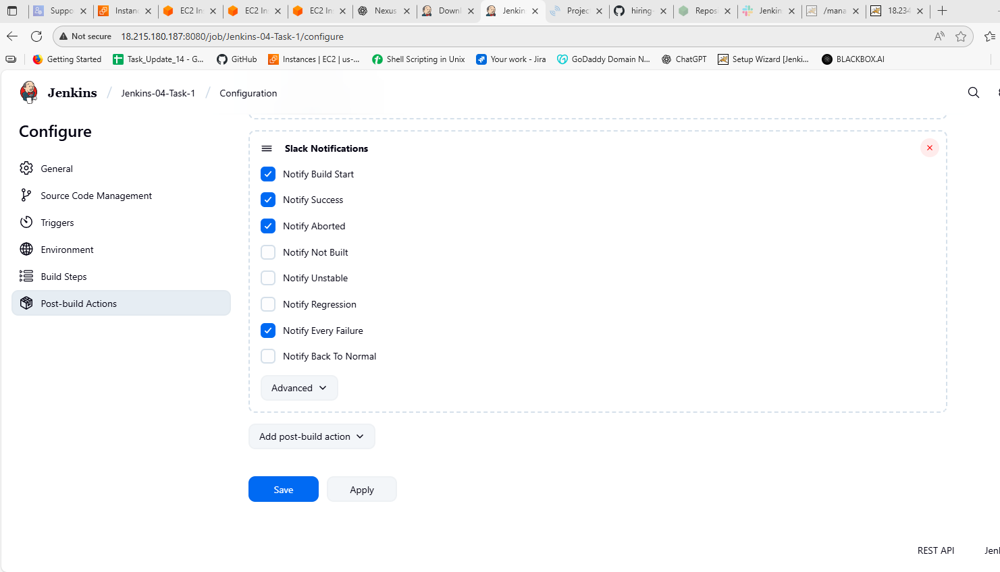 Suppo
Instanc
EC2 Ins
EC2 Ins
EC2 Ins
Nexus
Downl
Jenkin
Projec
hiring-
Repos
Jenkin
/mana
18.234
Not secure
18.215.180.187:8080/job/Jenkins-04-Task-1/configure
Getting Started
Task_Update_14 - G...
GitHub
Instances | EC2 | us-...
Shell Scripting in Unix
Your work - Jira
GoDaddy Domain N...
ChatGPT
Setup Wizard [Jenki...
BLACKBOX.AI
Jenkins / Jenkins-04-Task-1 / Configuration
Configure
General
Source Code Management
Triggers
Environment
Build Steps
Post-build Actions
Slack Notifications
Notify Build Start
Notify Success
Notify Aborted
Notify Not Built
Notify Unstable
Notify Regression
Notify Every Failure
Notify Back To Normal
Advanced
Add post-build action
Save
Apply
REST API
Jenl